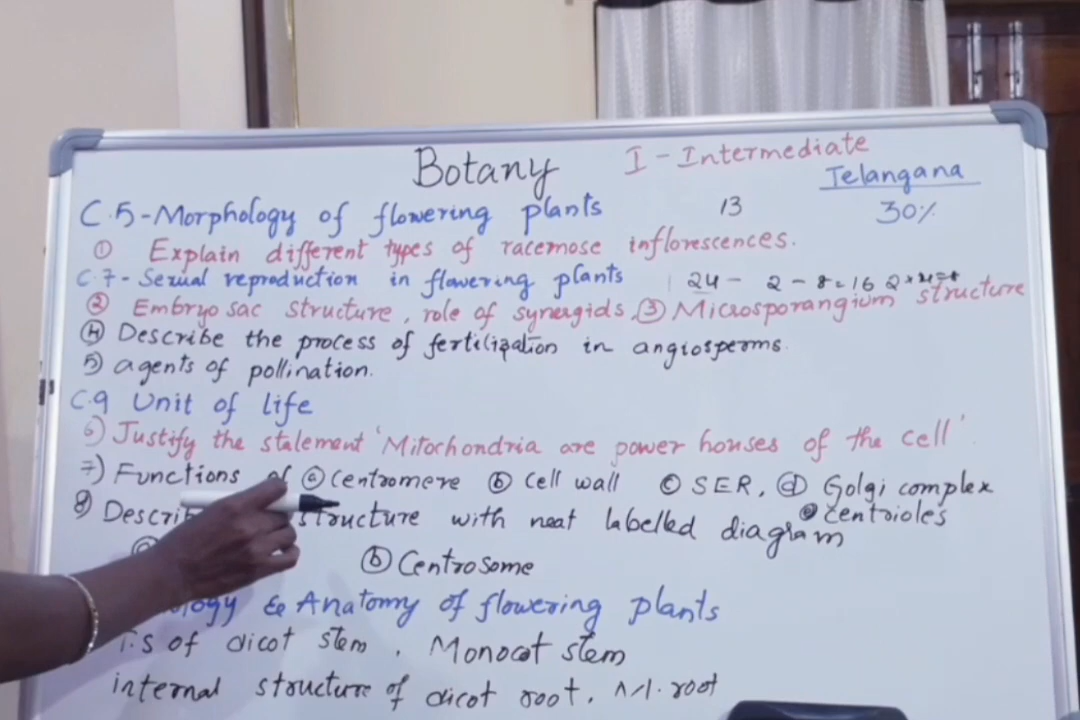 Botany I - Intermediate
Telangana
C.5 - Morphology of flowering plants 13 30%
① Explain different types of racemose inflorescences.
C.7 - Sexual reproduction in flowering plants 24 - 2 - 8=16
② Embryo sac structure, role of synergids. ③ Microsporangium structure
④ Describe the process of fertilization in angiosperms.
5) agents of pollination.
C.9 Unit of life
6) Justify the statement 'Mitochondria are power houses of the cell'.
7) Functions of ⓐ Centromere ⓑ Cell wall ⓒ SER, ⓓ Golgi complex
ⓔ centrioles
8) structure with neat labelled diagram
ⓑ Centrosome
& Anatomy of flowering plants
T.S of dicot stem, Monocot stem
internal structure of dicot root, root